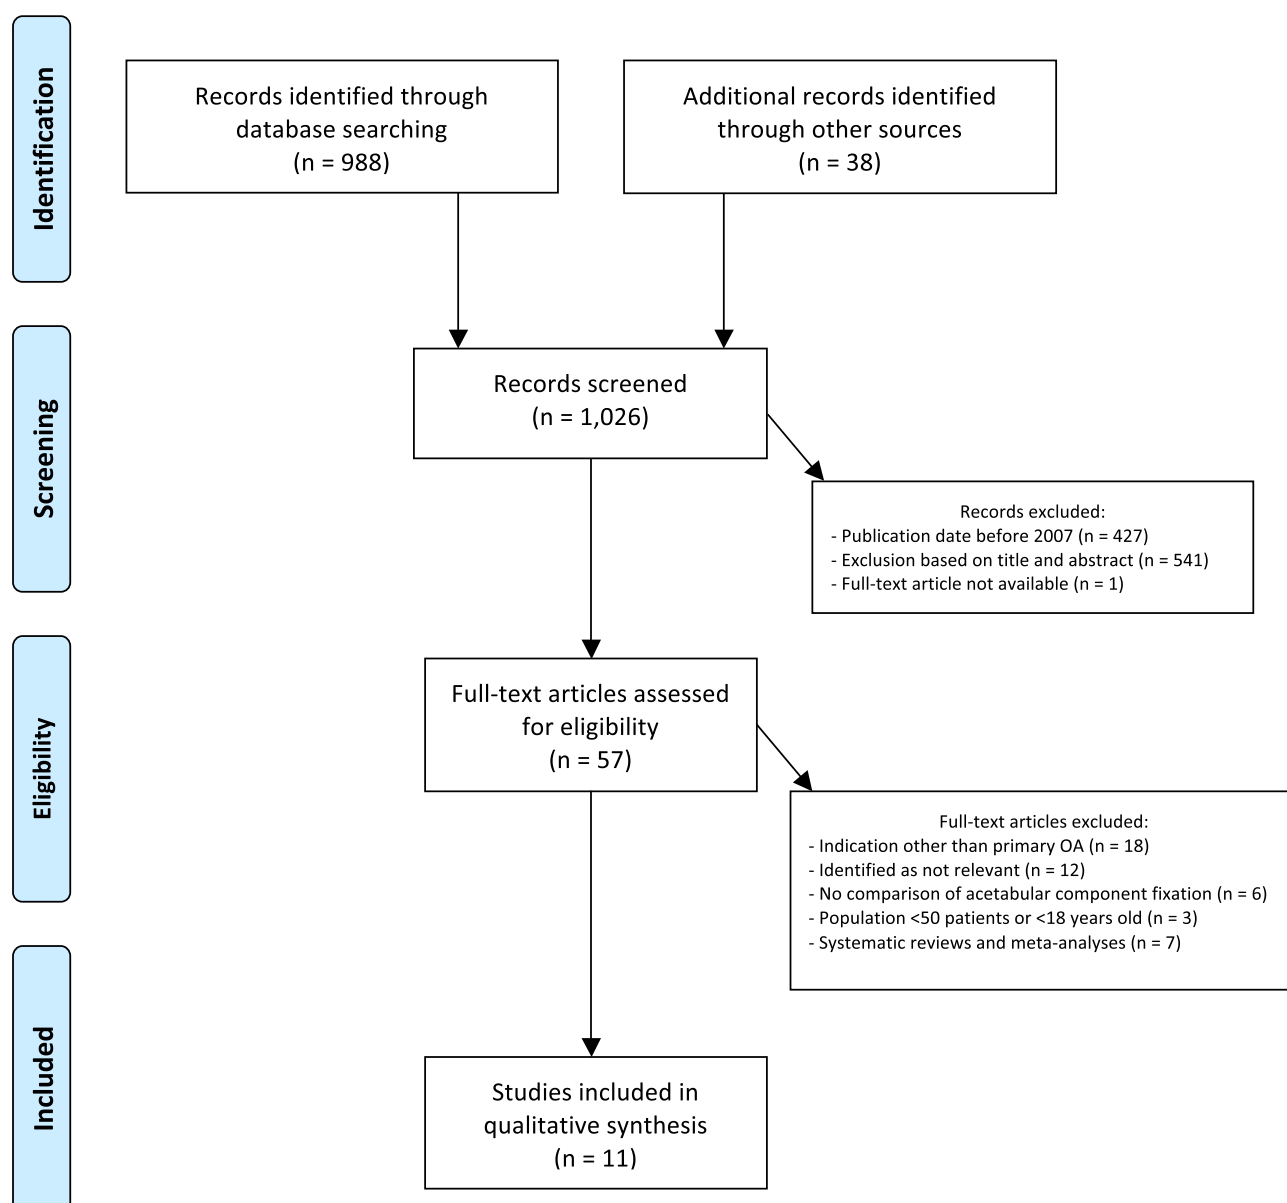 Identification
Records identified through
database searching
(n = 988)
Additional records identified
through other sources
(n = 38)
Screening
Records screened
(n = 1,026)
Records excluded:
- Publication date before 2007 (n = 427)
- Exclusion based on title and abstract (n = 541)
- Full-text article not available (n = 1)
Eligibility
Full-text articles assessed
for eligibility
(n = 57)
Full-text articles excluded:
- Indication other than primary OA (n = 18)
- Identified as not relevant (n = 12)
- No comparison of acetabular component fixation (n = 6)
- Population <50 patients or <18 years old (n = 3)
- Systematic reviews and meta-analyses (n = 7)
Included
Studies included in
qualitative synthesis
(n = 11)